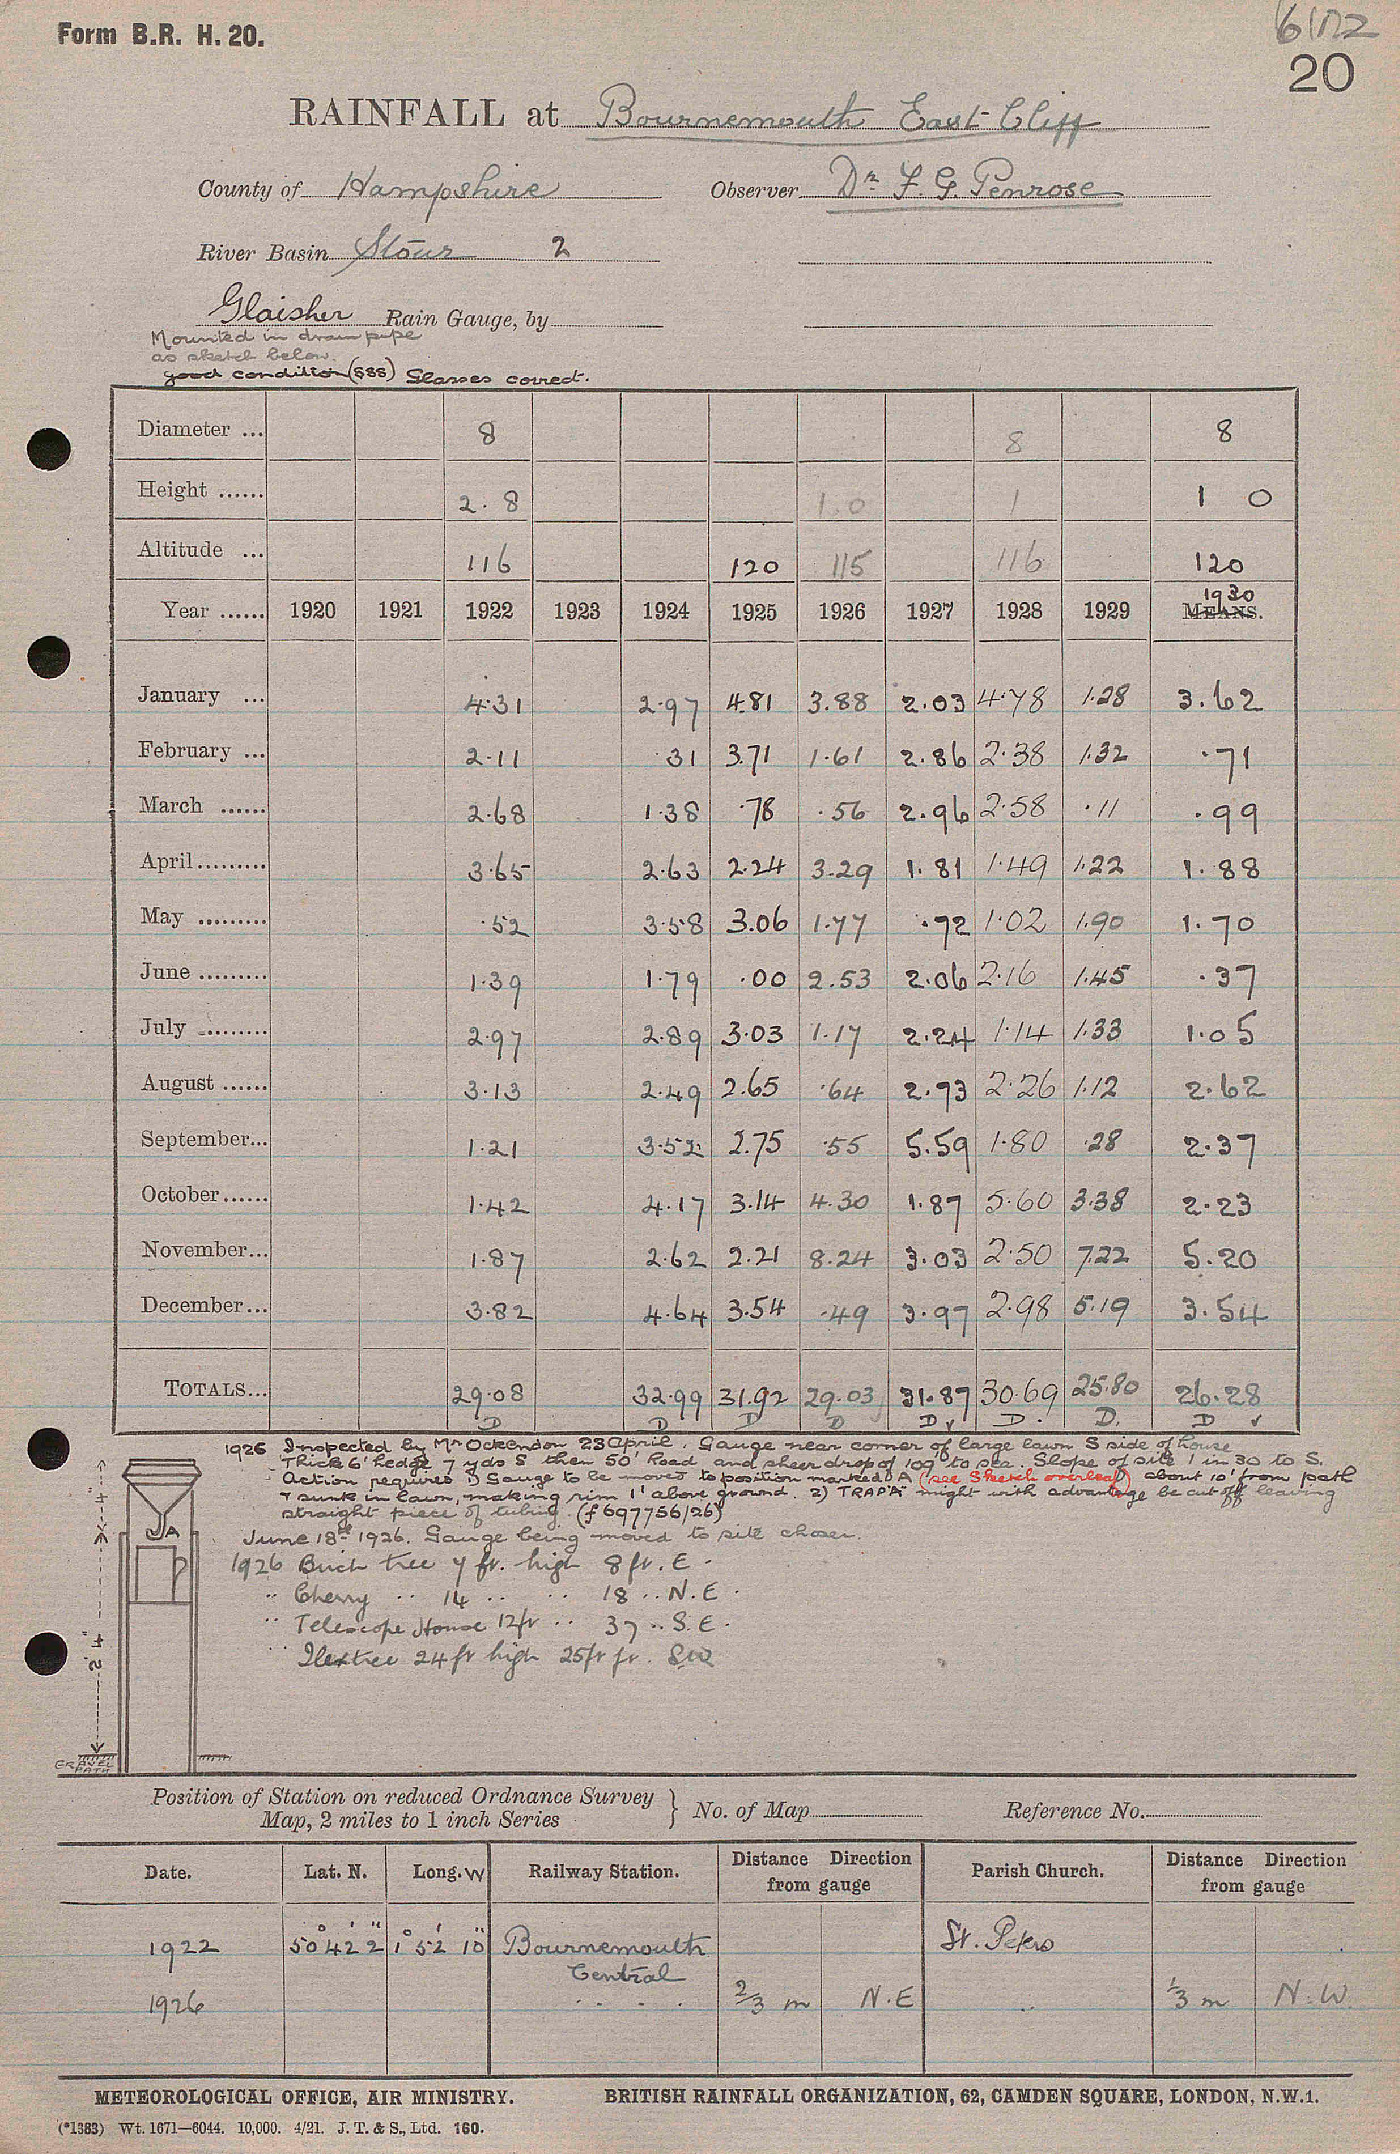 Form B.R. H. 20.
20
RAINFALL at Bournemouth East Cliff
County of Hampshire Observer Dr. F. G. Penrose
River Basin Stour 2
Glaisher Rain Gauge, by
Mounted in drain pipe
as sketch below.
good condition (888) Glasses correct.
Diameter ... 8 8 8
Height ...... 2.8 1.0 1 1 0
Altitude ... 116 120 115 116 120
Year ...... 1920 1921 1922 1923 1924 1925 1926 1927 1928 1929 MEANS. 1930
January ... 4.31 2.97 4.81 3.88 2.03 4.78 1.28 3.62
February ... 2.11 .31 3.71 1.61 2.86 2.38 1.32 .71
March ...... 2.68 1.38 .78 .56 2.96 2.58 .11 .99
April......... 3.65 2.63 2.24 3.29 1.81 1.49 1.22 1.88
May ......... .52 3.58 3.06 1.77 .72 1.02 1.90 1.70
June ......... 1.39 1.79 .00 2.53 2.06 2.16 1.45 .37
July ......... 2.97 2.89 3.03 1.17 2.24 1.14 1.33 1.05
August ...... 3.13 2.49 2.65 .64 2.73 2.26 1.12 2.62
September... 1.21 3.52 2.75 .55 5.59 1.80 .28 2.37
October...... 1.42 4.17 3.14 4.30 1.87 5.60 3.38 2.23
November... 1.87 2.62 2.21 8.24 3.03 2.50 7.22 5.20
December... 3.82 4.64 3.54 .49 3.97 2.98 5.19 3.54
TOTALS... 29.08 32.99 31.92 29.03 31.87 30.69 25.80 26.28
D D D D D ✓ D. D. D ✓
1926 Inspected by Mr Ockendon 23 April. Gauge near corner of large lawn S side of house
Thick 6' hedge 7 yds S then 50' Road and sheer drop of 109' to sea. Slope of site 1 in 30 to S.
Action required 1) Gauge to be moved to position marked A (see Sketch overleaf) about 10' from path
+ sunk in lawn, making rim 1' above ground. 2) TRAP "A" might with advantage be cut off leaving
straight piece of tubing. (f 697756/26)
June 18th 1926. Gauge being moved to site chosen.
1926 Birch tree 7 ft. high 8 ft. E.
" Cherry " 14 " " 18 " N.E.
" Telescope House 12ft " 37 " S.E.
" Ilex tree 24 ft high 25ft fr. SW
A
2' 4"
GRAVEL
PATH
Position of Station on reduced Ordnance Survey
Map, 2 miles to 1 inch Series } No. of Map Reference No.
Date. Lat. N. Long. W Railway Station. Distance Direction from gauge Parish Church. Distance Direction from gauge
1922 50° 42' 2" 1° 52' 10" Bournemouth Central St. Peters
1926 " " " " 2/3 m N.E " 1/3 m N.W.
METEOROLOGICAL OFFICE, AIR MINISTRY. BRITISH RAINFALL ORGANIZATION, 62, CAMDEN SQUARE, LONDON, N.W.1.
(*1383) Wt. 1671—6044. 10,000. 4/21. J. T. & S., Ltd. 160.